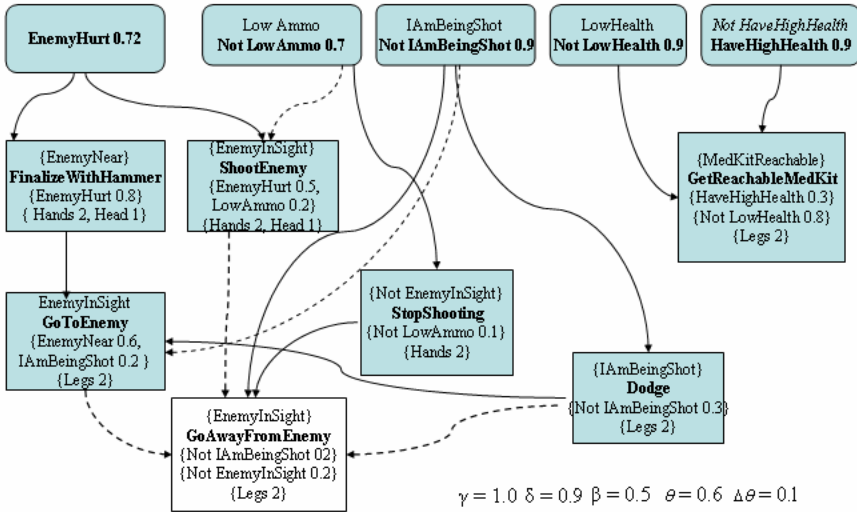 EnemyHurt 0.72
Low Ammo
Not LowAmmo 0.7
IAmBeingShot
Not IAmBeingShot 0.9
LowHealth
Not LowHealth 0.9
Not HaveHighHealth
HaveHighHealth 0.9
{EnemyNear}
FinalizeWithHammer
{EnemyHurt 0.8}
{ Hands 2, Head 1}
{EnemyInSight}
ShootEnemy
{EnemyHurt 0.5,
LowAmmo 0.2}
{Hands 2, Head 1}
{MedKitReachable}
GetReachableMedKit
{HaveHighHealth 0.3}
{Not LowHealth 0.8}
{Legs 2}
EnemyInSight
GoToEnemy
{EnemyNear 0.6,
IAmBeingShot 0.2 }
{Legs 2}
{Not EnemyInSight}
StopShooting
{Not LowAmmo 0.1}
{Hands 2}
{IAmBeingShot}
Dodge
{Not IAmBeingShot 0.3}
{Legs 2}
{EnemyInSight}
GoAwayFromEnemy
{Not IAmBeingShot 02}
{Not EnemyInSight 0.2}
{Legs 2}
γ = 1.0 δ = 0.9 β = 0.5 θ = 0.6 Δθ = 0.1